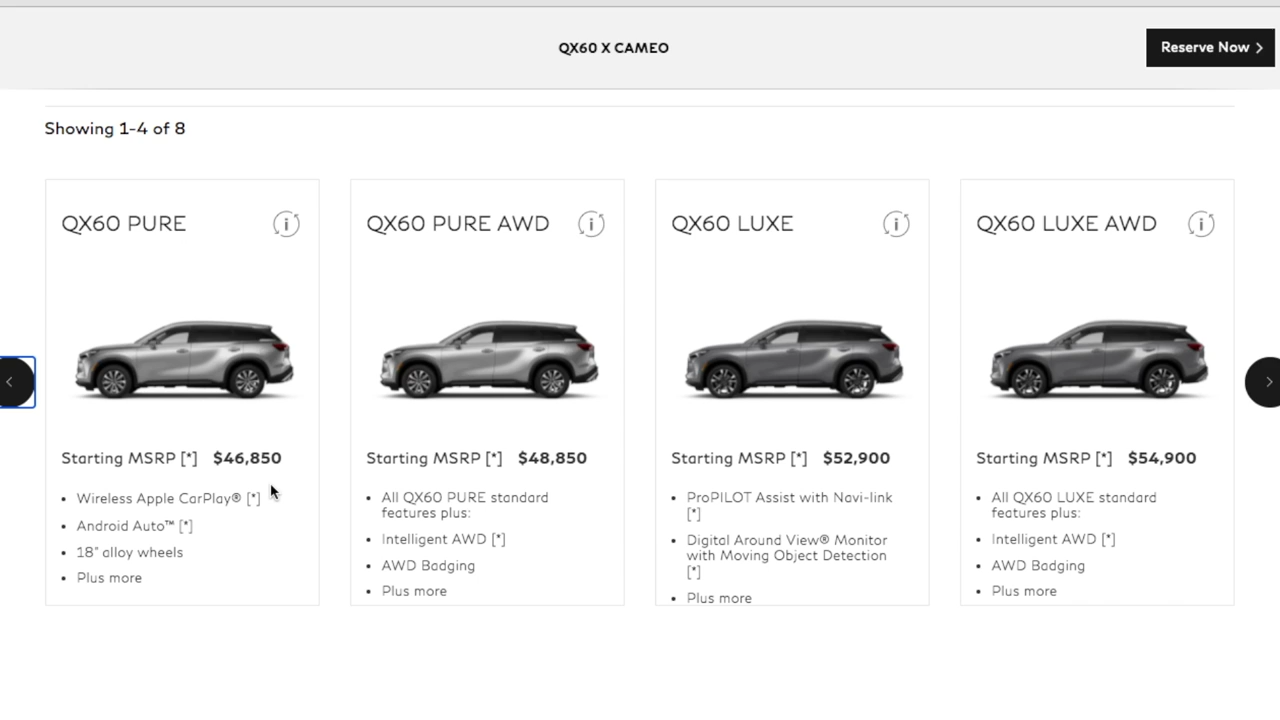 QX60 X CAMEO
Reserve Now
Showing 1-4 of 8
QX60 PURE
Starting MSRP [*] $46,850
• Wireless Apple CarPlay® [*]
• Android Auto™ [*]
• 18" alloy wheels
• Plus more
QX60 PURE AWD
Starting MSRP [*] $48,850
• All QX60 PURE standard
features plus:
• Intelligent AWD [*]
• AWD Badging
• Plus more
QX60 LUXE
Starting MSRP [*] $52,900
• ProPILOT Assist with Navi-link
[*]
• Digital Around View® Monitor
with Moving Object Detection
[*]
• Plus more
QX60 LUXE AWD
Starting MSRP [*] $54,900
• All QX60 LUXE standard
features plus:
• Intelligent AWD [*]
• AWD Badging
• Plus more